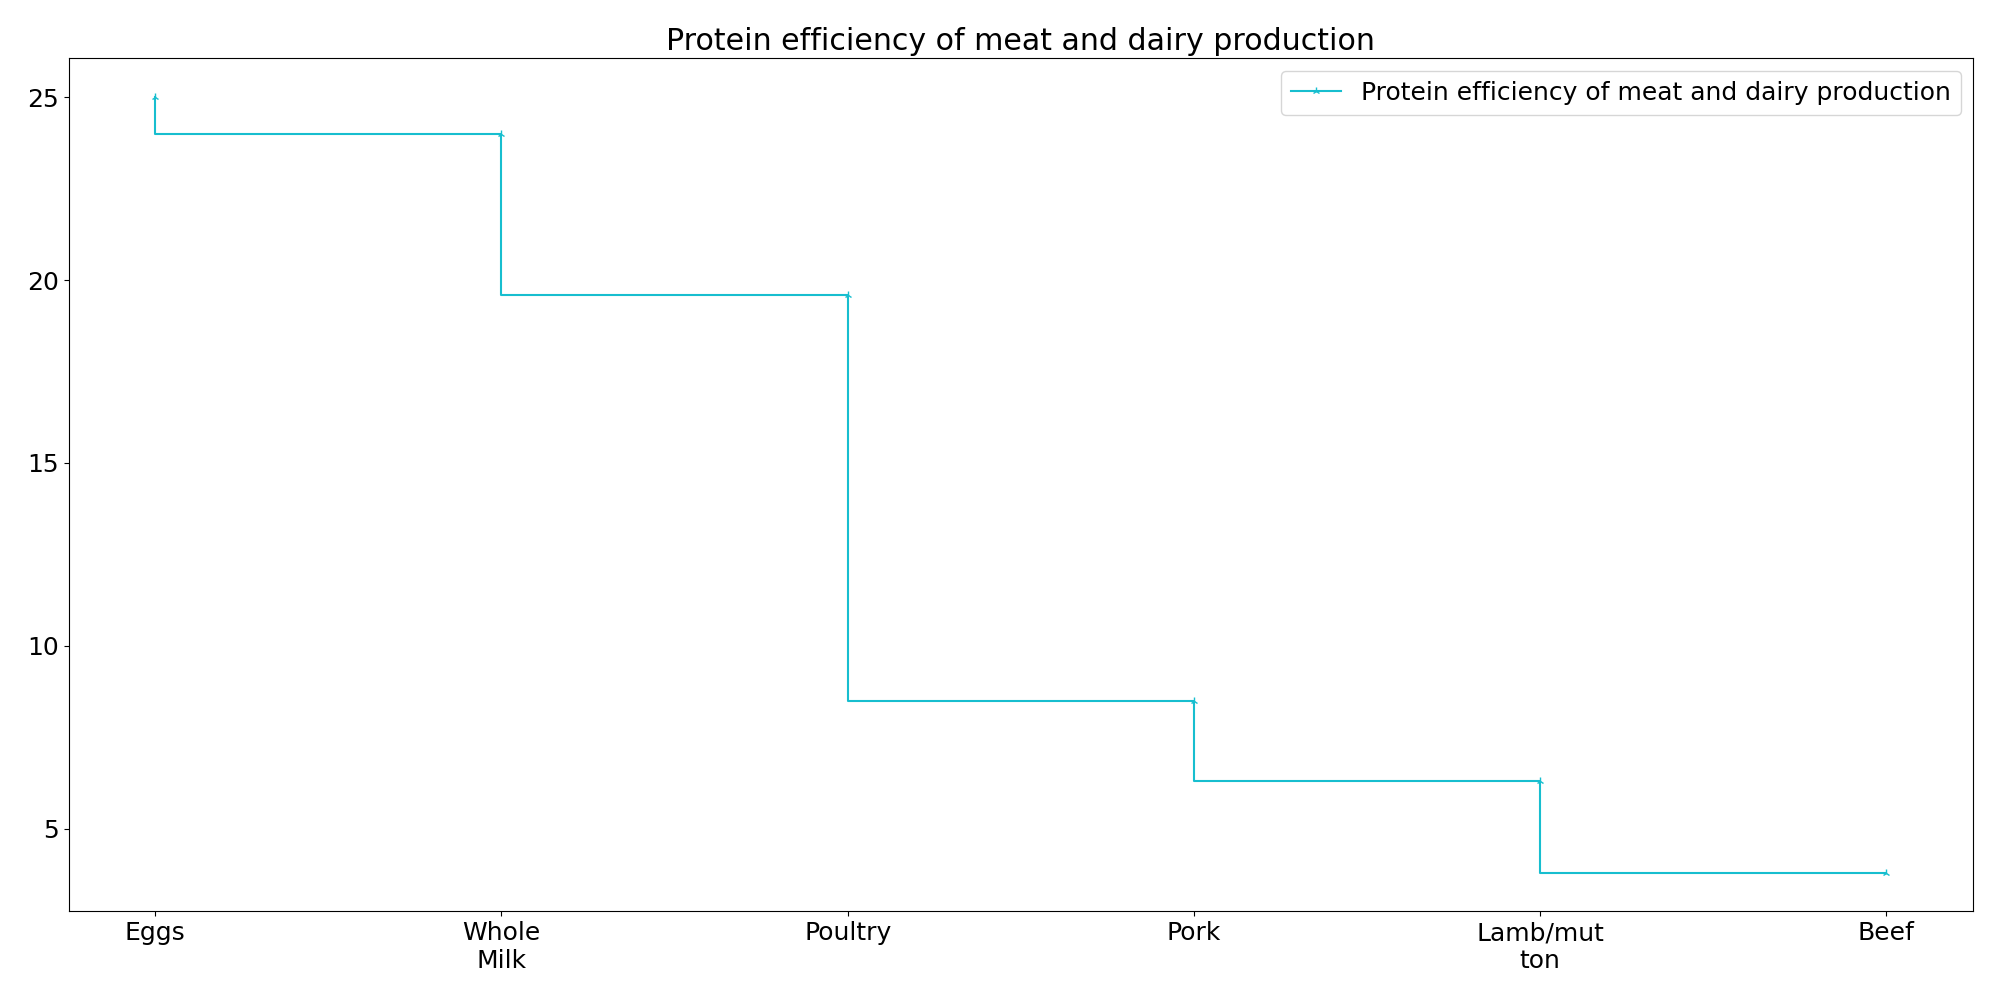 Protein efficiency of meat and dairy production
Protein efficiency of meat and dairy production
25
20
15
10
5
Eggs
Whole
Milk
Poultry
Pork
Lamb/mut
ton
Beef